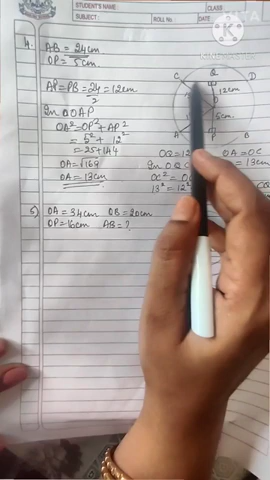 STUDENT'S NAME:
CLASS:
SUBJECT:
ROLL No.
DATE:
4. AB = 24cm
OP = 5cm
AP = PB = 24/2 = 12cm
In △OAP
OA² = OP² + AP²
= 5² + 12²
= 25+144
OA = √169
OA = 13cm
C Q D
12cm
5cm
A P B
OA = OC
= 13cm
OC² =
13² = 12²
5) OA = 34cm OB = 20cm
OP = 16cm AB = ?